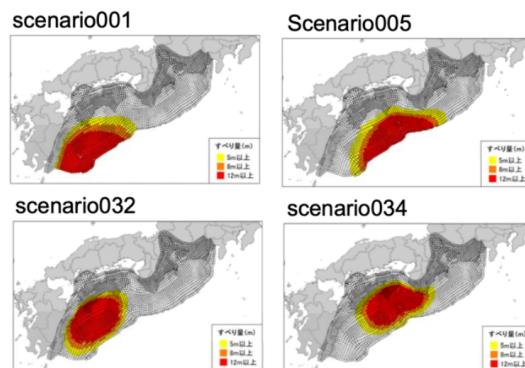 scenario001
Scenario005
すべり量(m)
5m以上
8m以上
12m以上
すべり量(m)
5m以上
8m以上
12m以上
scenario032
scenario034
すべり量(m)
5m以上
8m以上
12m以上
すべり量(m)
5m以上
8m以上
12m以上